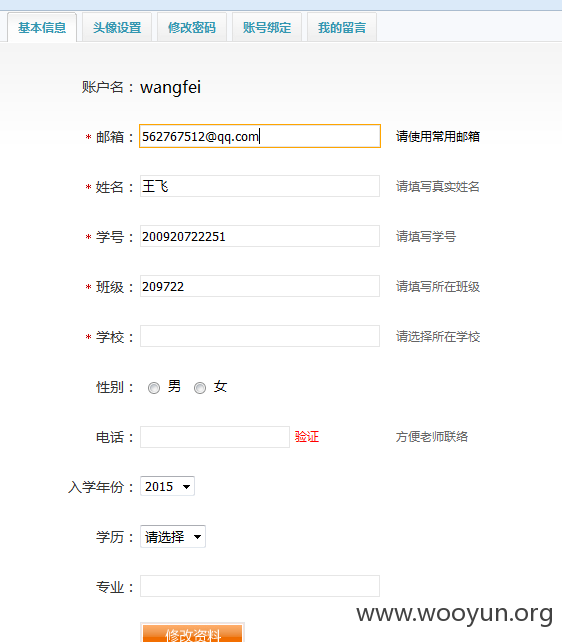 基本信息 头像设置 修改密码 账号绑定 我的留言
账户名： wangfei
* 邮箱： 562767512@qq.com 请使用常用邮箱
* 姓名： 王飞 请填写真实姓名
* 学号： 200920722251 请填写学号
* 班级： 209722 请填写所在班级
* 学校： 请选择所在学校
性别： 男 女
电话： 验证 方便老师联络
入学年份： 2015
学历： 请选择
专业：
www.wooyun.org
修改资料